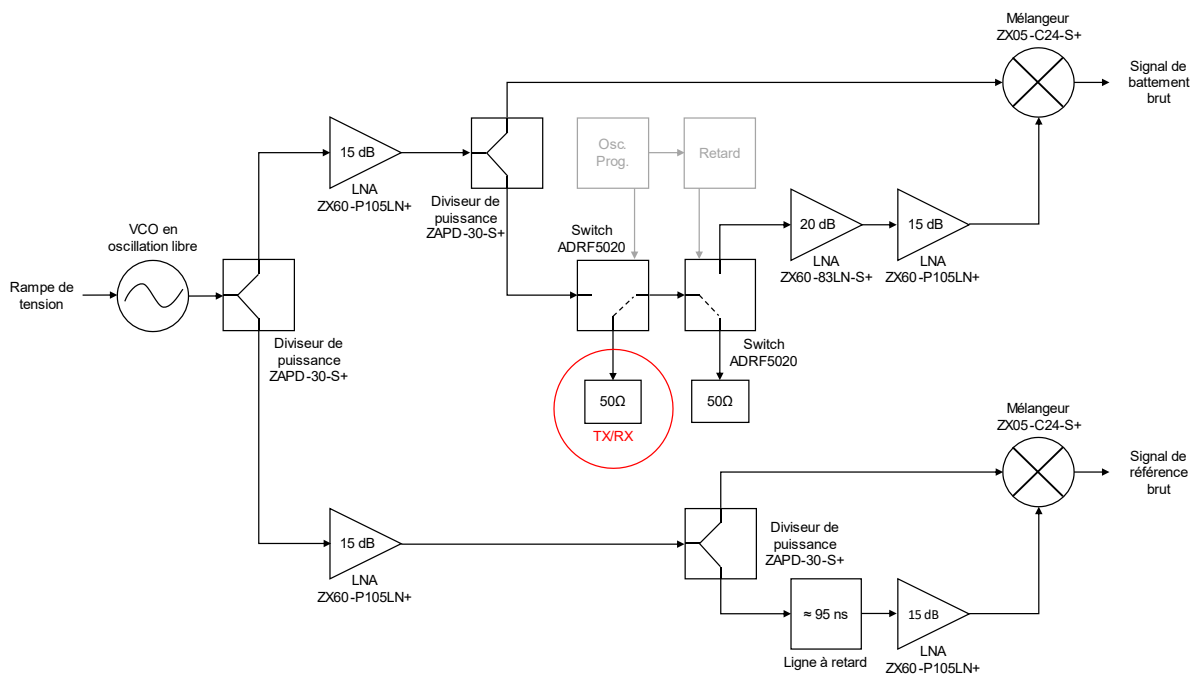 Mélangeur
ZX05-C24-S+
Signal de
battement
brut
15 dB
LNA
ZX60-P105LN+
Diviseur de
puissance
ZAPD-30-S+
Osc.
Prog.
Retard
VCO en
oscillation libre
Rampe de
tension
Diviseur de
puissance
ZAPD-30-S+
Switch
ADRF5020
20 dB
LNA
ZX60-83LN-S+
15 dB
LNA
ZX60-P105LN+
Switch
ADRF5020
50Ω
TX/RX
50Ω
Mélangeur
ZX05-C24-S+
Signal de
référence
brut
15 dB
LNA
ZX60-P105LN+
Diviseur de
puissance
ZAPD-30-S+
≈ 95 ns
Ligne à retard
15 dB
LNA
ZX60-P105LN+